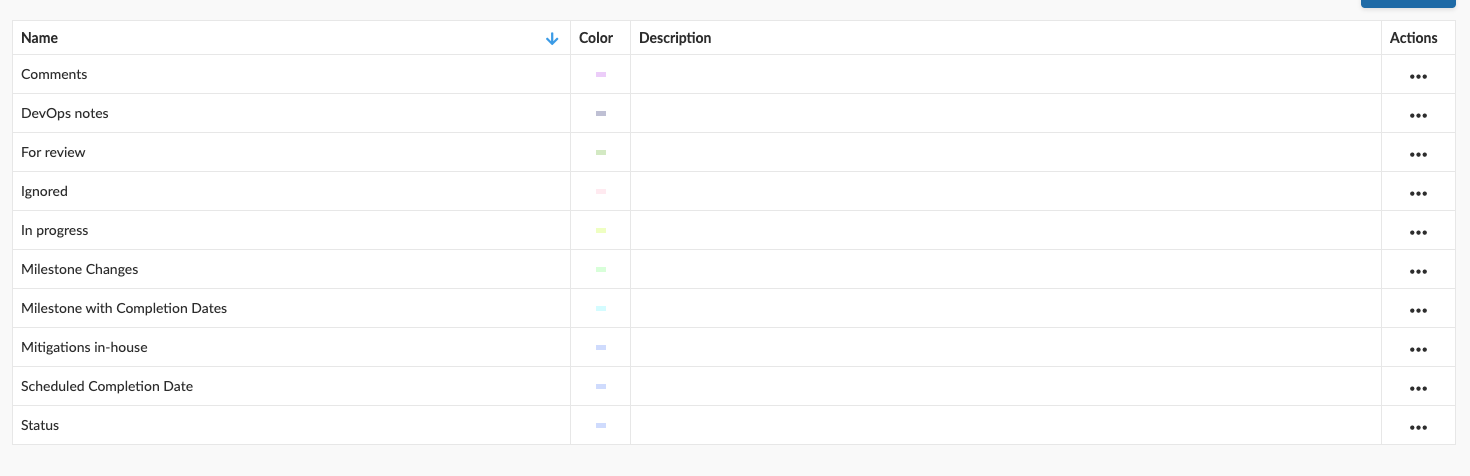 Name Color Description Actions
Comments
DevOps notes
For review
Ignored
In progress
Milestone Changes
Milestone with Completion Dates
Mitigations in-house
Scheduled Completion Date
Status